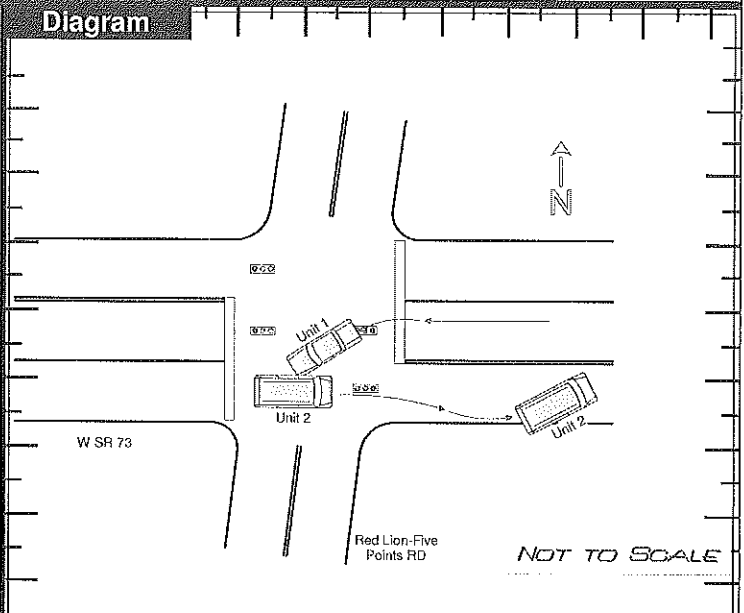 Diagram
N
Unit 1
Unit 2
Unit 2
W SR 73
Red Lion-Five
Points RD
NOT TO SCALE